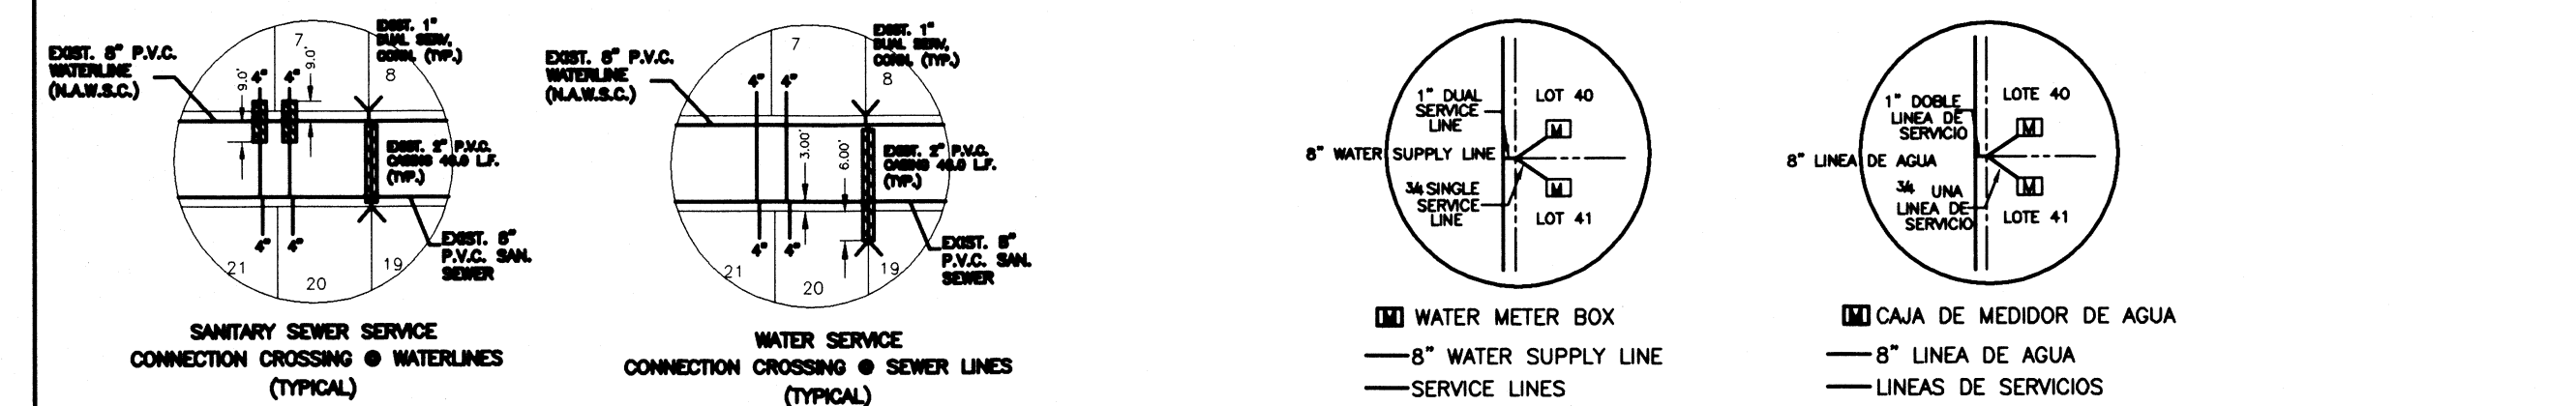 EXIST. 8" P.V.C.
WATERLINE
(N.A.W.S.C.)
EXIST. 1"
DUAL SERV.
CONN. (TYP.)
7
8
9.0'
4" 4"
9.0'
EXIST. 2" P.V.C.
CASING 46.0 L.F.
(TYP.)
4" 4"
21
20
19
EXIST. 8"
P.V.C. SAN.
SEWER
SANITARY SEWER SERVICE
CONNECTION CROSSING @ WATERLINES
(TYPICAL)
EXIST. 8" P.V.C.
WATERLINE
(N.A.W.S.C.)
EXIST. 1"
DUAL SERV.
CONN. (TYP.)
7
8
4" 4"
3.00'
6.00'
EXIST. 2" P.V.C.
CASING 46.0 L.F.
(TYP.)
4" 4"
21
20
19
EXIST. 8"
P.V.C. SAN.
SEWER
WATER SERVICE
CONNECTION CROSSING @ SEWER LINES
(TYPICAL)
1" DUAL
SERVICE
LINE
LOT 40
M
8" WATER SUPPLY LINE
3/4 SINGLE
SERVICE
LINE
M
LOT 41
M WATER METER BOX
8" WATER SUPPLY LINE
SERVICE LINES
1" DOBLE
LINEA DE
SERVICIO
LOTE 40
M
8" LINEA DE AGUA
3/4 UNA
LINEA DE
SERVICIO
M
LOTE 41
M CAJA DE MEDIDOR DE AGUA
8" LINEA DE AGUA
LINEAS DE SERVICIOS